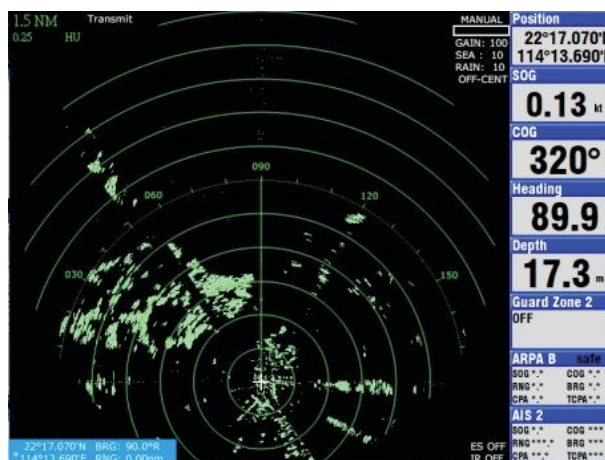 1.5 NM Transmit
0.25 HU
MANUAL
GAIN: 100
SEA : 10
RAIN: 10
OFF-CENT
090
060
120
030
150
ES OFF
IR OFF
22°17.070'N BRG: 90.0°R
114°13.690'E RNG: 0.00nm
Position
22°17.070'N
114°13.690'E
SOG
0.13 kt
COG
320°
Heading
89.9
Depth
17.3 m
Guard Zone 2
OFF
ARPA B safe
SOG *.* COG *.*
RNG *.* BRG *.*
CPA *.* TCPA *.*
AIS 2
SOG *.* COG ***
RNG ***.* BRG ***
CPA **.* TCPA ***